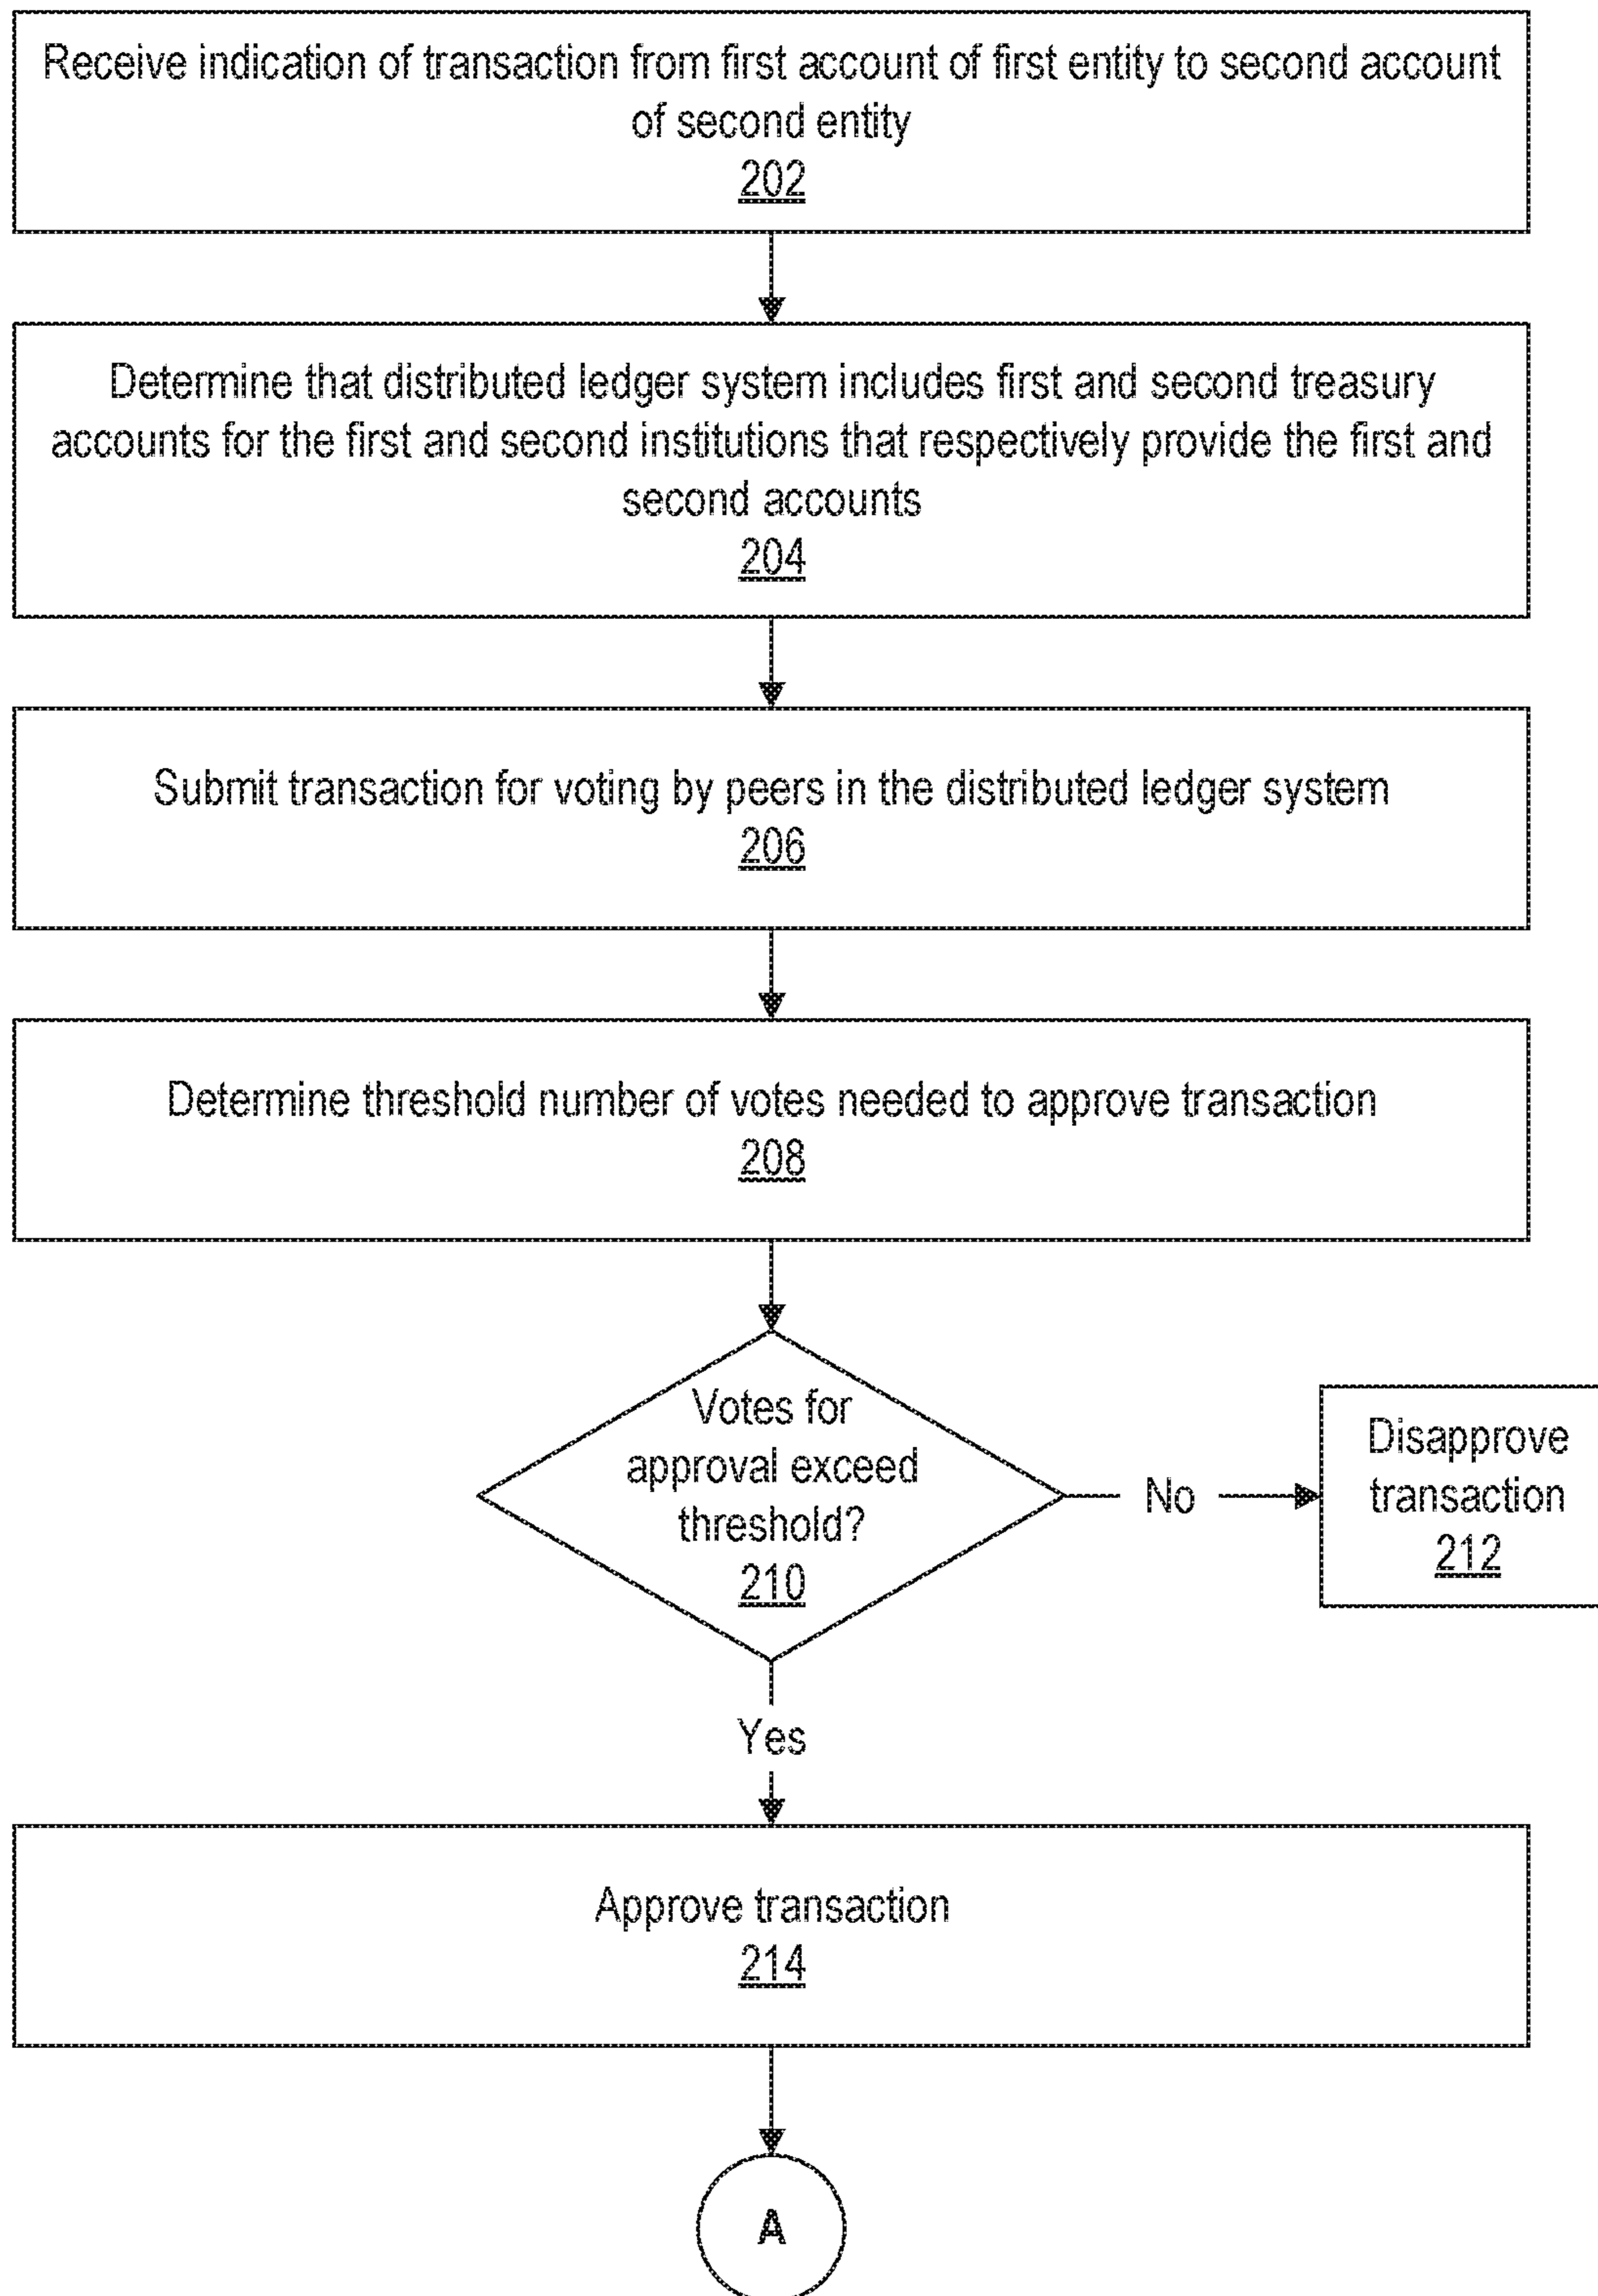 Receive indication of transaction from first account of first entity to second account
of second entity
202
Determine that distributed ledger system includes first and second treasury
accounts for the first and second institutions that respectively provide the first and
second accounts
204
Submit transaction for voting by peers in the distributed ledger system
206
Determine threshold number of votes needed to approve transaction
208
Votes for
approval exceed
threshold?
210
No
Disapprove
transaction
212
Yes
Approve transaction
214
A